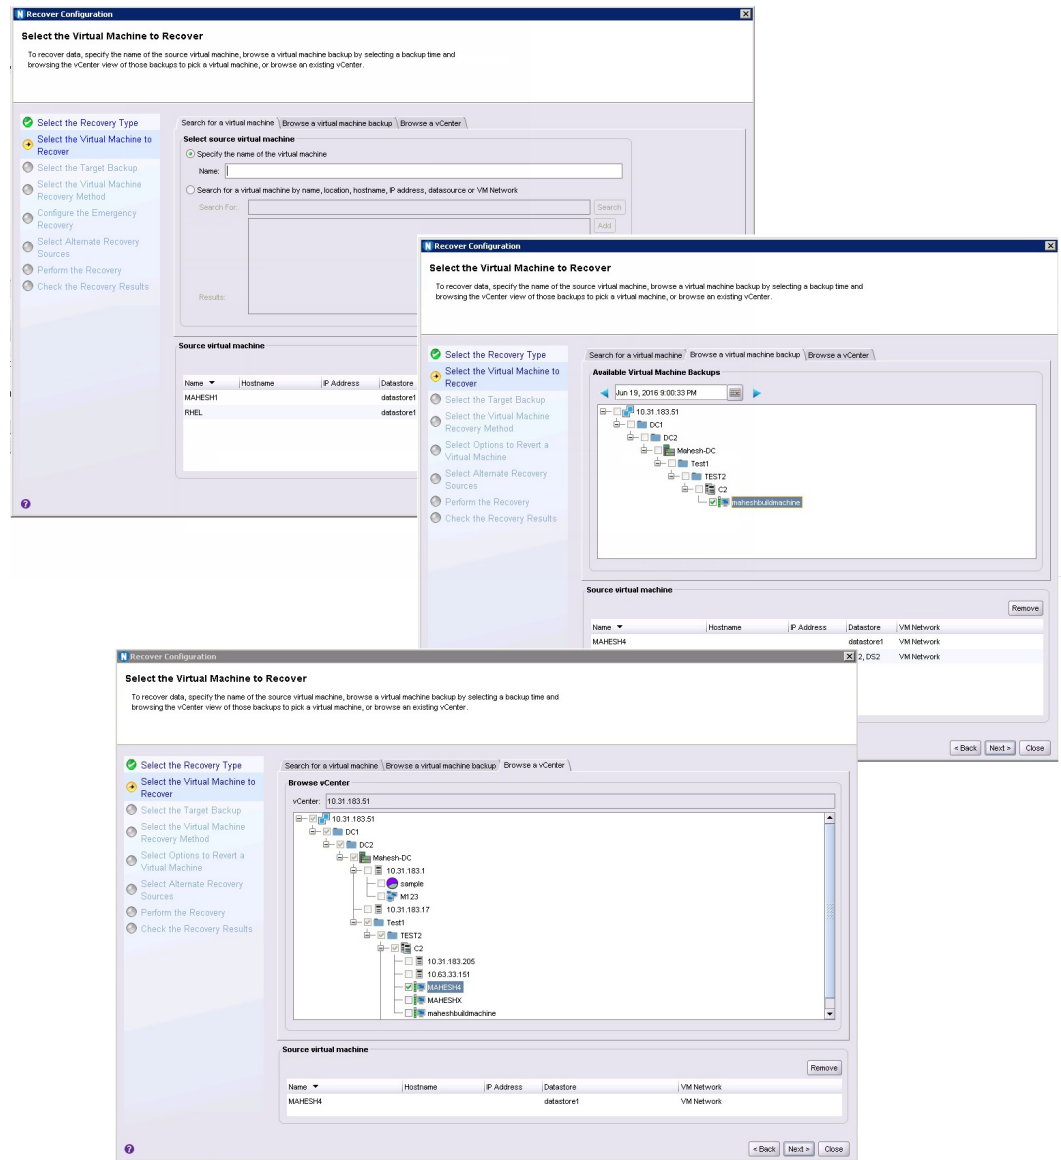 Recover Configuration
Select the Virtual Machine to Recover
To recover data, specify the name of the source virtual machine, browse a virtual machine backup by selecting a backup time and
browsing the vCenter view of those backups to pick a virtual machine, or browse an existing vCenter.
Select the Recovery Type
Select the Virtual Machine to
Recover
Select the Target Backup
Select the Virtual Machine
Recovery Method
Configure the Emergency
Recovery
Select Alternate Recovery
Sources
Perform the Recovery
Check the Recovery Results
Search for a virtual machine Browse a virtual machine backup Browse a vCenter
Select source virtual machine
Specify the name of the virtual machine
Name:
Search for a virtual machine by name, location, hostname, IP address, datasource or VM Network
Search For: Search
Add
Results:
Source virtual machine
Name Hostname IP Address Datastore
MAHESH1 datastore1
RHEL datastore1
Recover Configuration
Select the Virtual Machine to Recover
To recover data, specify the name of the source virtual machine, browse a virtual machine backup by selecting a backup time and
browsing the vCenter view of those backups to pick a virtual machine, or browse an existing vCenter.
Select the Recovery Type
Select the Virtual Machine to
Recover
Select the Target Backup
Select the Virtual Machine
Recovery Method
Select Options to Revert a
Virtual Machine
Select Alternate Recovery
Sources
Perform the Recovery
Check the Recovery Results
Search for a virtual machine Browse a virtual machine backup Browse a vCenter
Available Virtual Machine Backups
Jun 19, 2016 9:00:33 PM
10.31.183.51
DC1
DC2
Mahesh-DC
Test1
TEST2
C2
maheshbuildmachine
Source virtual machine
Remove
Name Hostname IP Address Datastore VM Network
MAHESH4 datastore1 VM Network
2, DS2 VM Network
< Back Next > Close
Recover Configuration
Select the Virtual Machine to Recover
To recover data, specify the name of the source virtual machine, browse a virtual machine backup by selecting a backup time and
browsing the vCenter view of those backups to pick a virtual machine, or browse an existing vCenter.
Select the Recovery Type
Select the Virtual Machine to
Recover
Select the Target Backup
Select the Virtual Machine
Recovery Method
Select Options to Revert a
Virtual Machine
Select Alternate Recovery
Sources
Perform the Recovery
Check the Recovery Results
Search for a virtual machine Browse a virtual machine backup Browse a vCenter
Browse vCenter
vCenter: 10.31.183.51
10.31.183.51
DC1
DC2
Mahesh-DC
10.31.183.1
sample
M123
10.31.183.17
Test1
TEST2
C2
10.31.183.205
10.63.33.151
MAHESH4
MAHESHX
maheshbuildmachine
Source virtual machine
Remove
Name Hostname IP Address Datastore VM Network
MAHESH4 datastore1 VM Network
< Back Next > Close